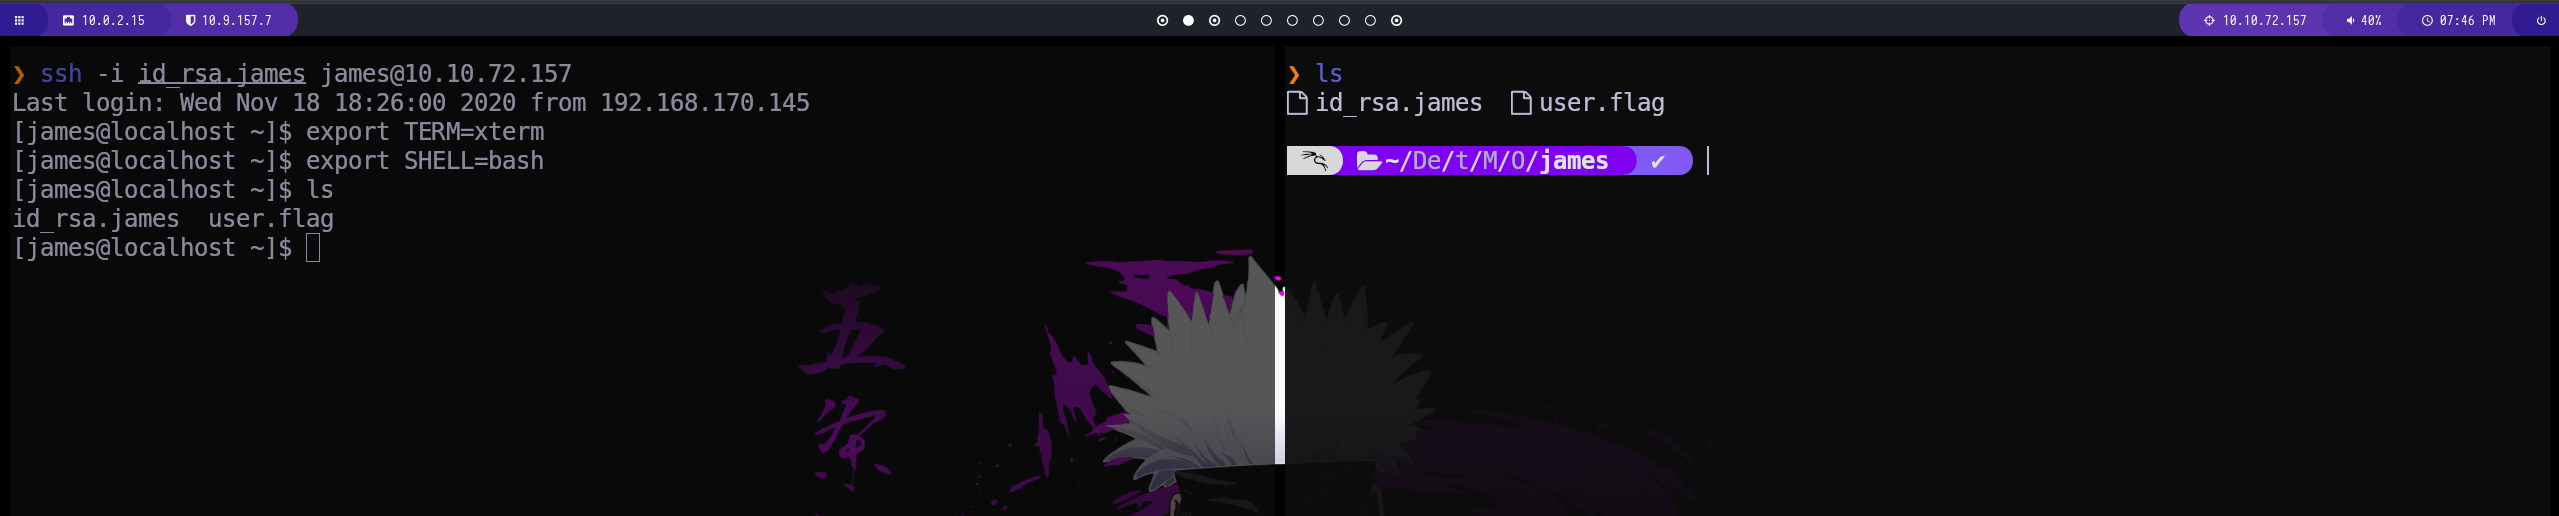 10.0.2.15 10.9.157.7 10.10.72.157 40% 07:46 PM
❯ ssh -i id_rsa.james james@10.10.72.157
Last login: Wed Nov 18 18:26:00 2020 from 192.168.170.145
[james@localhost ~]$ export TERM=xterm
[james@localhost ~]$ export SHELL=bash
[james@localhost ~]$ ls
id_rsa.james  user.flag
[james@localhost ~]$
❯ ls
id_rsa.james  user.flag
~/De/t/M/O/james ✔
五
条